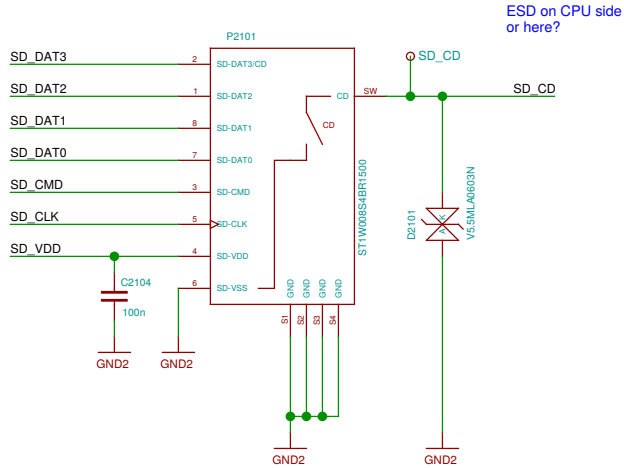 ESD on CPU side
or here?
P2101
SD_CD
SD_DAT3
2
SD-DAT3/CD
SD_DAT2
1
SD-DAT2
CD
SW
SD_CD
SD_DAT1
8
SD-DAT1
CD
SD_DAT0
7
SD-DAT0
SD_CMD
3
SD-CMD
SD_CLK
5
SD-CLK
SD_VDD
4
SD-VDD
6
SD-VSS
ST1W008S4BR1500
C2104
100n
D2101
A
K
V5.5MLA0603N
GND
GND
GND
GND
S1
S2
S3
S4
GND2
GND2
GND2
GND2